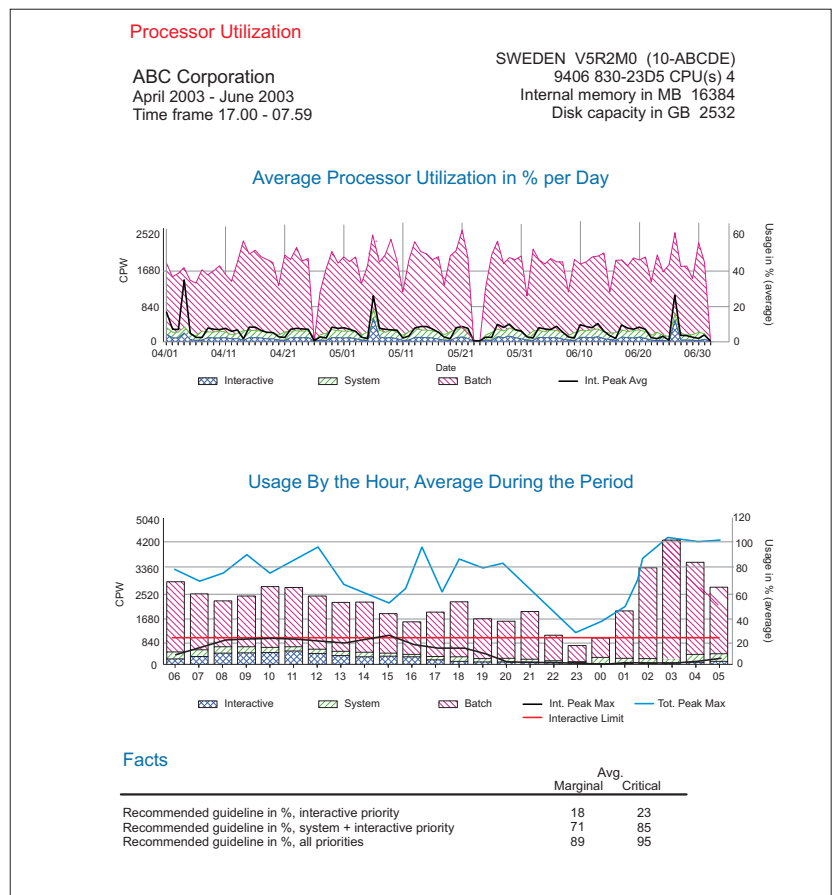 Processor Utilization
ABC Corporation
April 2003 - June 2003
Time frame 17.00 - 07.59
SWEDEN V5R2M0 (10-ABCDE)
9406 830-23D5 CPU(s) 4
Internal memory in MB 16384
Disk capacity in GB 2532
Average Processor Utilization in % per Day
2520
1680
840
0
CPW
60
40
20
0
Usage in % (average)
04/01 04/11 04/21 05/01 05/11 05/21 05/31 06/10 06/20 06/30
Date
Interactive System Batch Int. Peak Avg
Usage By the Hour, Average During the Period
5040
4200
3360
2520
1680
840
0
CPW
120
100
80
60
40
20
0
Usage in % (average)
06 07 08 09 10 11 12 13 14 15 16 17 18 19 20 21 22 23 00 01 02 03 04 05
Interactive System Batch Int. Peak Max Tot. Peak Max
Interactive Limit
Facts
Avg.
Marginal Critical
Recommended guideline in %, interactive priority 18 23
Recommended guideline in %, system + interactive priority 71 85
Recommended guideline in %, all priorities 89 95